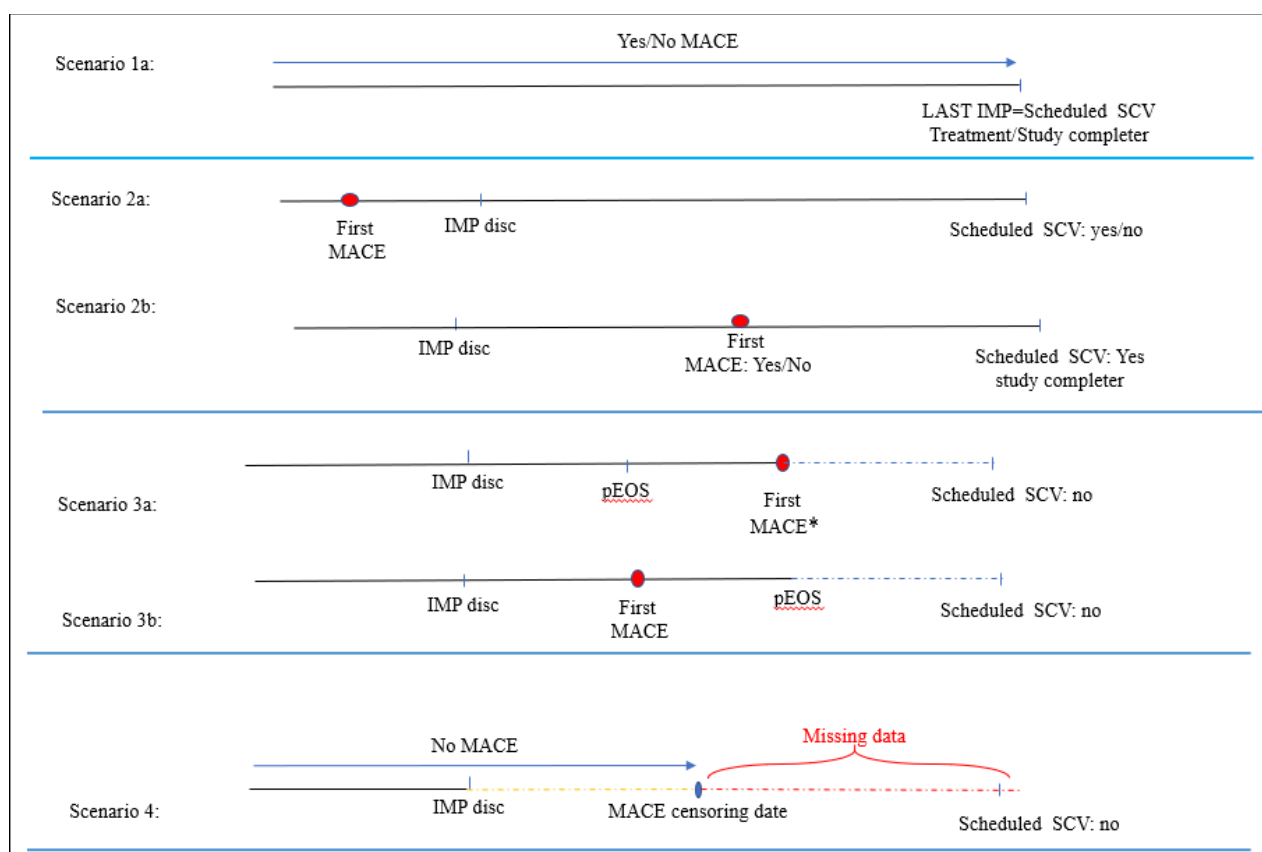 Yes/No MACE
Scenario 1a:
LAST IMP=Scheduled SCV
Treatment/Study completer
Scenario 2a:
First
MACE
IMP disc
Scheduled SCV: yes/no
Scenario 2b:
IMP disc
First
MACE: Yes/No
Scheduled SCV: Yes
study completer
Scenario 3a:
IMP disc
pEOS
First
MACE*
Scheduled SCV: no
Scenario 3b:
IMP disc
First
MACE
pEOS
Scheduled SCV: no
No MACE
Missing data
Scenario 4:
IMP disc
MACE censoring date
Scheduled SCV: no